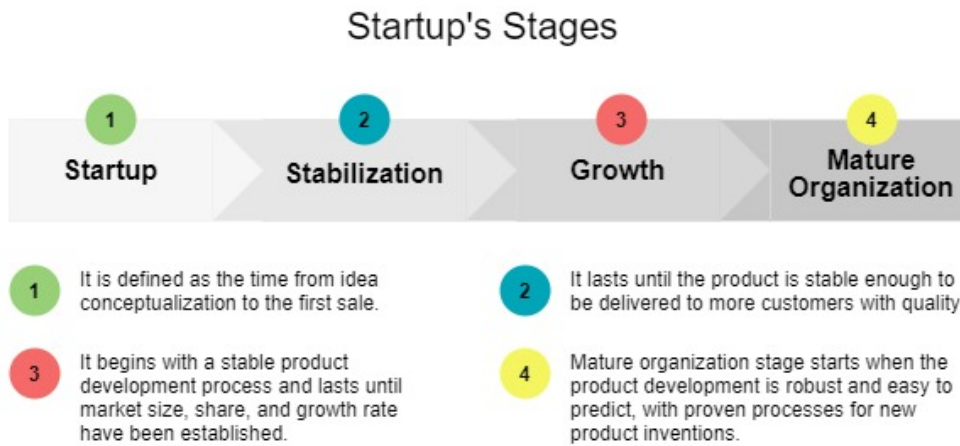 Startup's Stages
1
2
3
4
Startup
Stabilization
Growth
Mature
Organization
1
It is defined as the time from idea
conceptualization to the first sale.
2
It lasts until the product is stable enough to
be delivered to more customers with quality
3
It begins with a stable product
development process and lasts until
market size, share, and growth rate
have been established.
4
Mature organization stage starts when the
product development is robust and easy to
predict, with proven processes for new
product inventions.